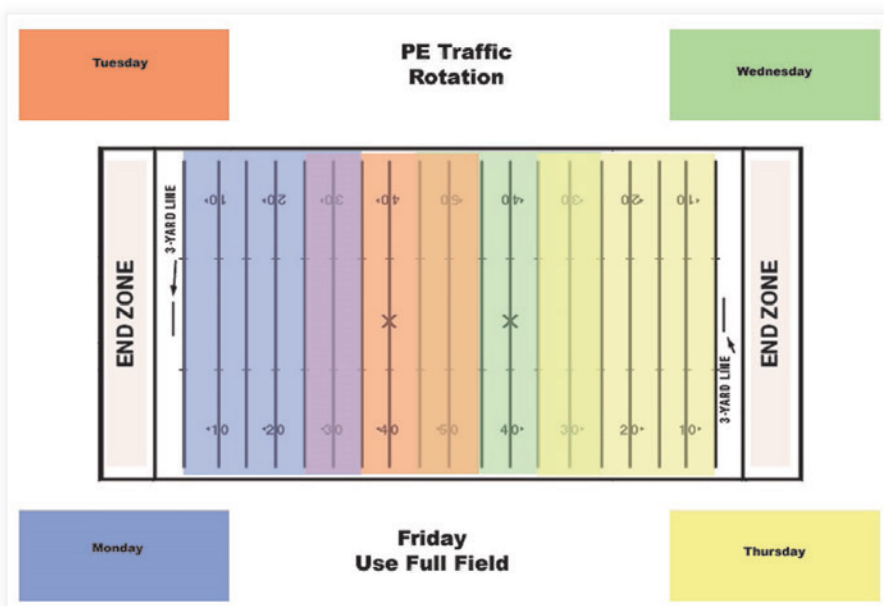 Tuesday
PE Traffic
Rotation
Wednesday
10 20 30 40 50 40 30 20 10
3-YARD LINE
END ZONE
X X
END ZONE
3-YARD LINE
10 20 30 40 50 40 30 20 10
Monday
Friday
Use Full Field
Thursday